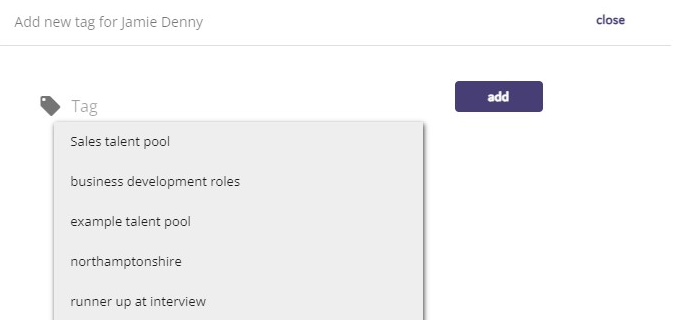 Add new tag for Jamie Denny
close
Tag
add
Sales talent pool
business development roles
example talent pool
northamptonshire
runner up at interview